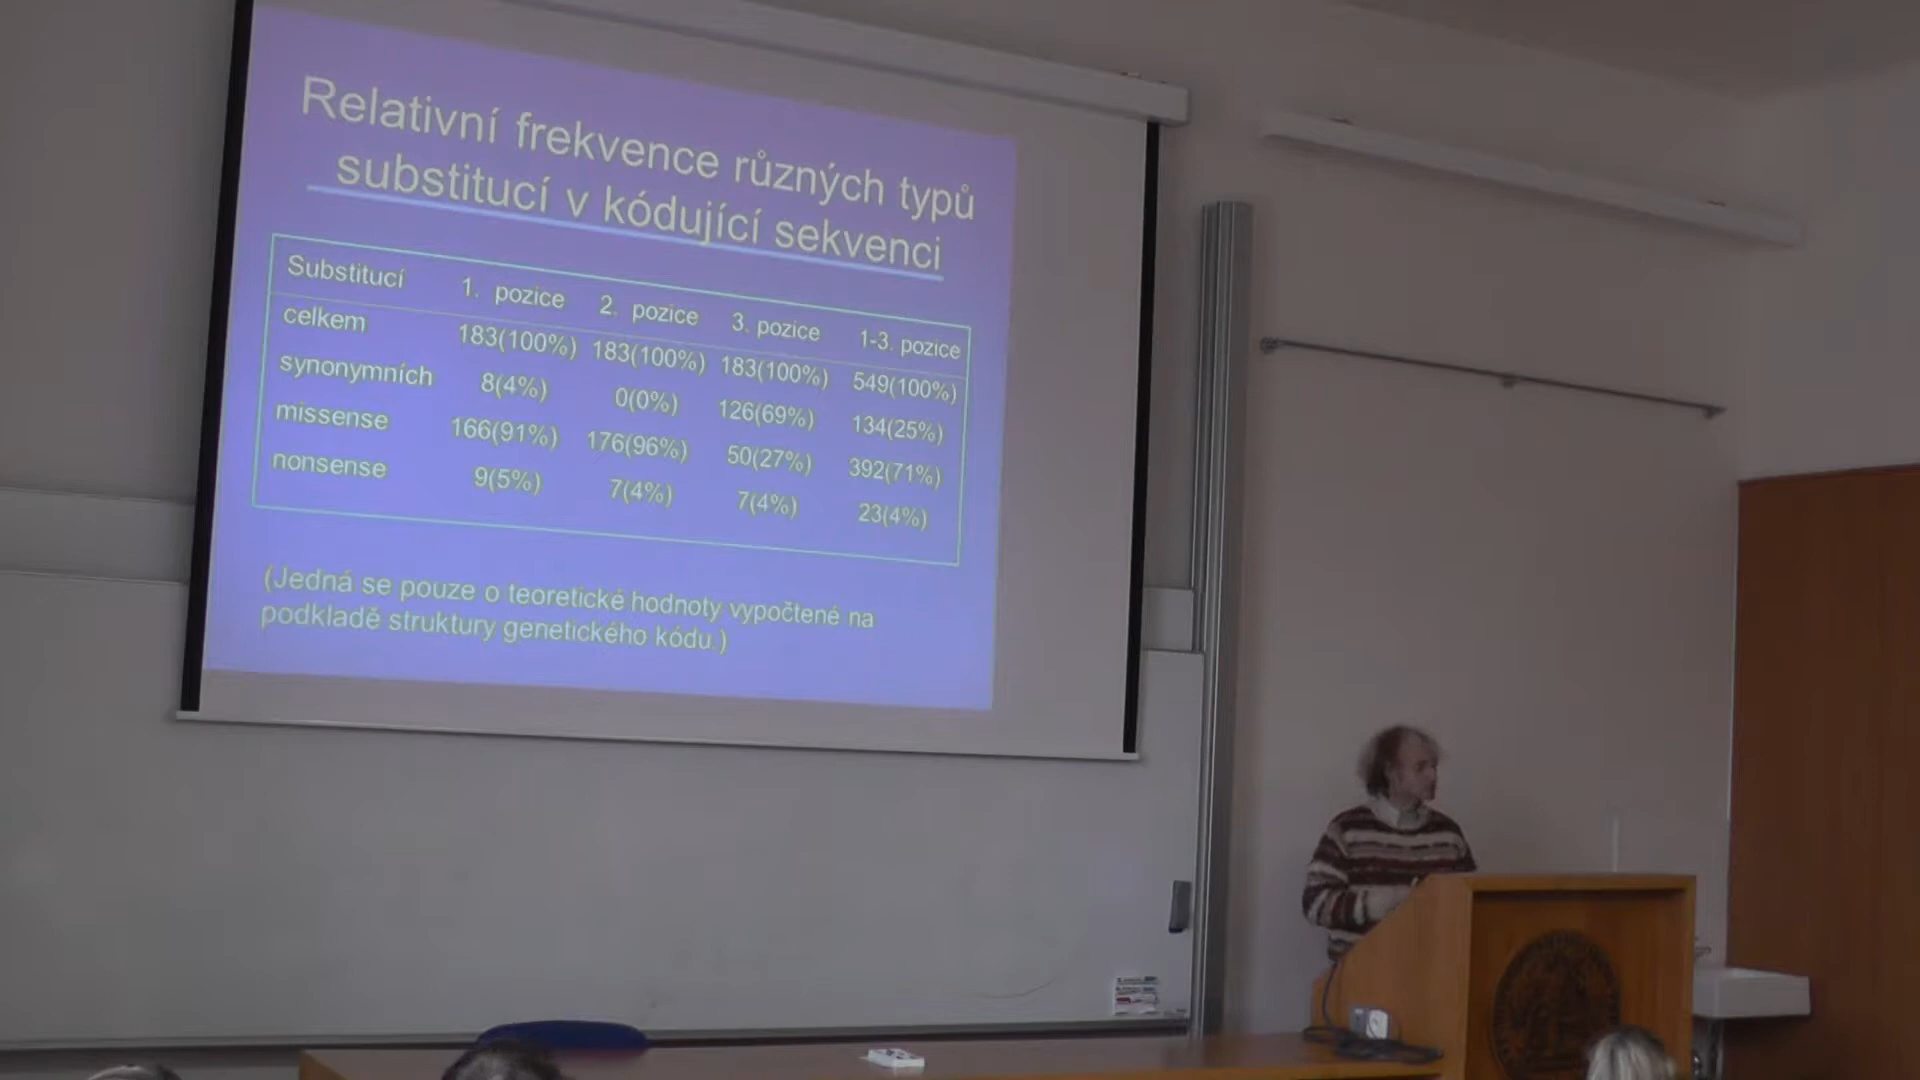 Relativní frekvence různých typů
substitucí v kódující sekvenci
Substitucí 1. pozice 2. pozice 3. pozice 1-3. pozice
celkem 183(100%) 183(100%) 183(100%) 549(100%)
synonymních 8(4%) 0(0%) 126(69%) 134(25%)
missense 166(91%) 176(96%) 50(27%) 392(71%)
nonsense 9(5%) 7(4%) 7(4%) 23(4%)
(Jedná se pouze o teoretické hodnoty vypočtené na
podkladě struktury genetického kódu.)